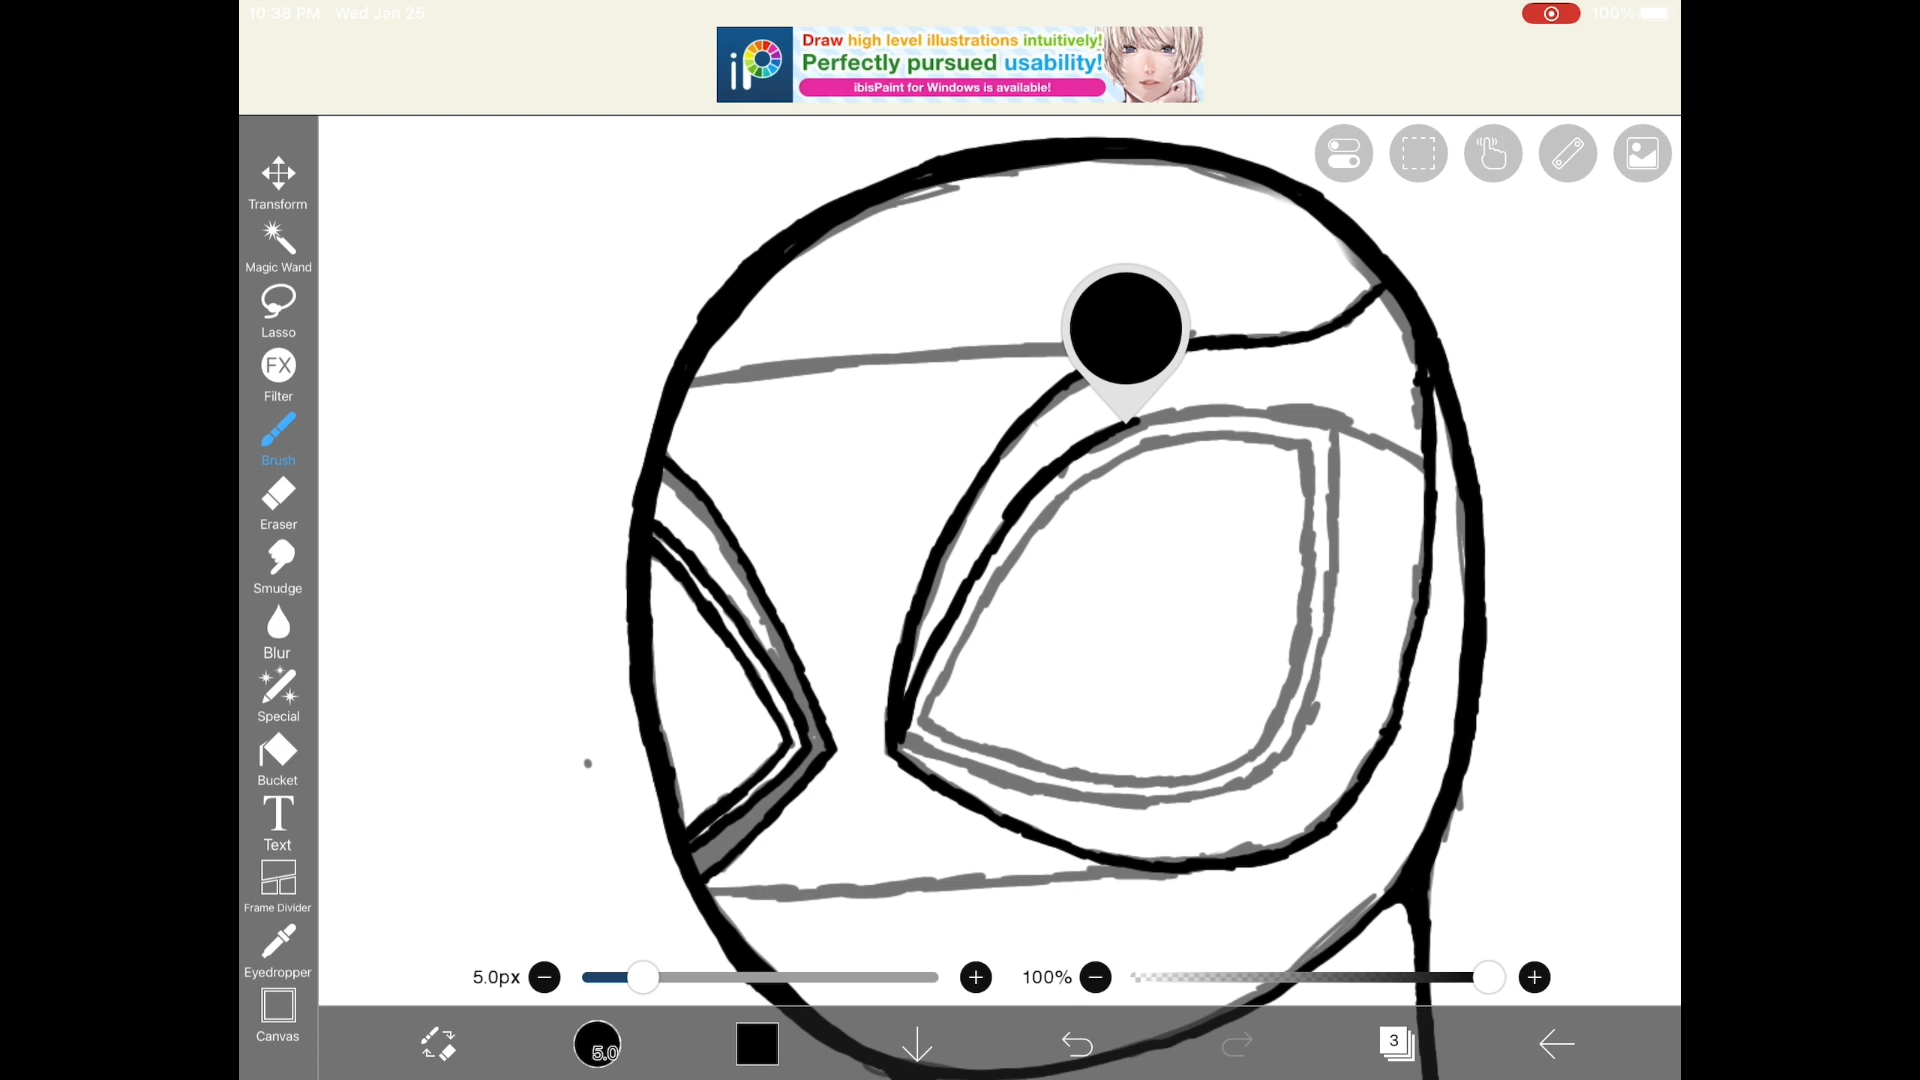 10:38 PM Wed Jan 25
100%
iP
Draw high level illustrations intuitively!
Perfectly pursued usability!
ibisPaint for Windows is available!
Transform
Magic Wand
Lasso
FX
Filter
Brush
Eraser
Smudge
Blur
Special
Bucket
T
Text
Frame Divider
Eyedropper
Canvas
5.0px
100%
5.0
3